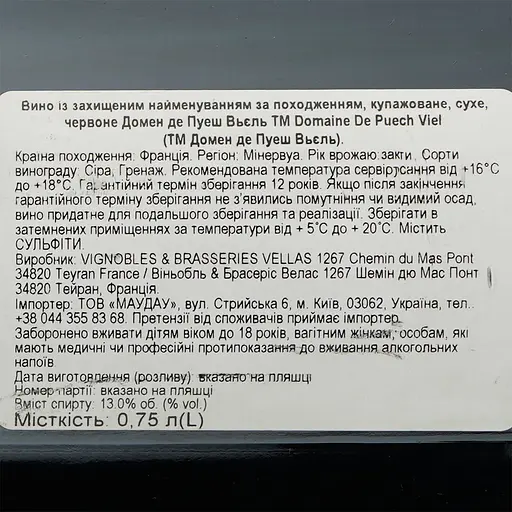 Вино із захищеним найменуванням за походженням, купажоване, сухе,
червоне Домен де Пуеш Вьєль ТМ Domaine De Puech Viel
(ТМ Домен де Пуеш Вьєль).
Країна походження: Франція. Регіон: Мінервуа. Рік врожаю:закти . Сорти
винограду: Сіра, Гренаж. Рекомендована температура сервірування від +16°С
до +18°С. Гарантійний термін зберігання 12 років. Якщо після закінчення
гарантійного терміну зберігання не з'явились помутніння чи видимий осад,
вино придатне для подальшого зберігання та реалізації. Зберігати в
затемнених приміщеннях за температури від + 5°С до + 20°С. Містить
СУЛЬФІТИ.
Виробник: VIGNOBLES & BRASSERIES VELLAS 1267 Chemin du Mas Pont
34820 Teyran France / Віньобль & Брасеріс Велас 1267 Шемін дю Мас Понт
34820 Тейран, Франція.
Імпортер: ТОВ «МАУДАУ», вул. Стрийська 6, м. Київ, 03062, Україна, тел.
+38 044 355 83 68. Претензії від споживачів приймає імпортер.
Заборонено вживати дітям віком до 18 років, вагітним жінкам, особам, які
мають медичні чи професійні протипоказання до вживання алкогольних
напоїв
Дата виготовлення (розливу): вказано на пляшці
Номер партії: вказано на пляшці
Вміст спирту: 13.0% об. (% vol.)
Місткість: 0,75 л(L)